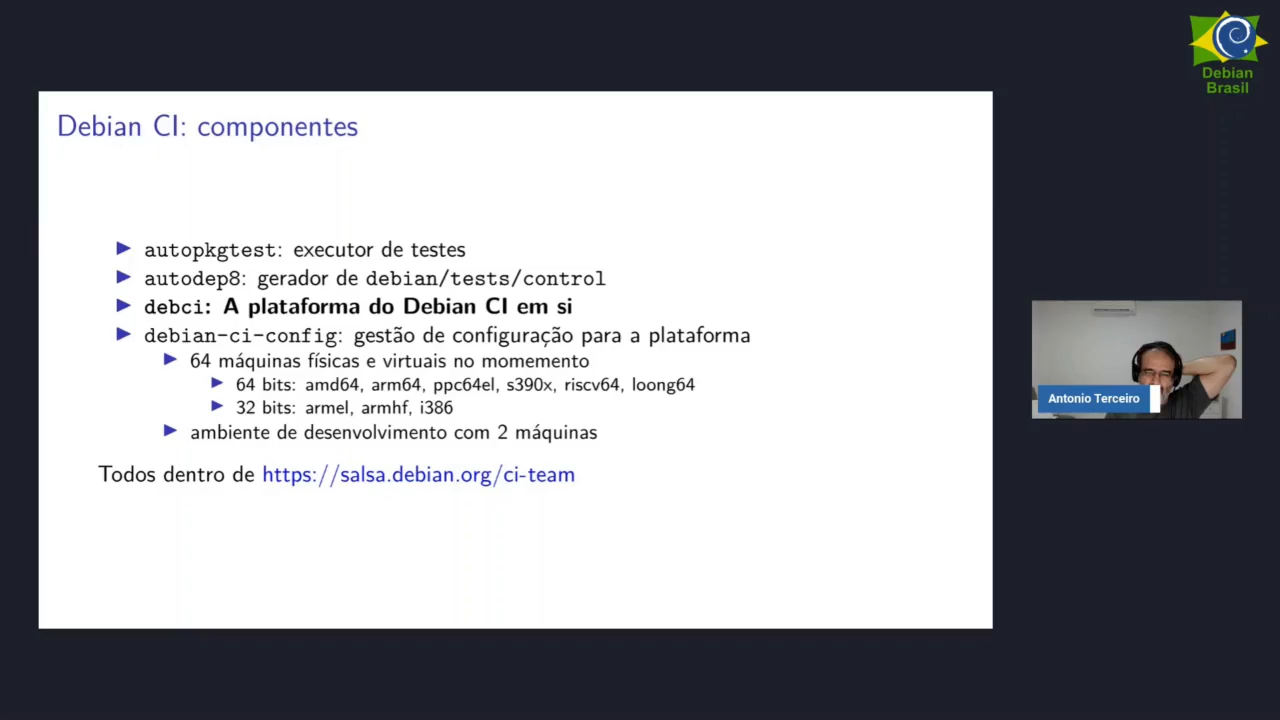 Debian
Brasil
Debian CI: componentes
autopkgtest: executor de testes
autodep8: gerador de debian/tests/control
debci: A plataforma do Debian CI em si
debian-ci-config: gestão de configuração para a plataforma
64 máquinas físicas e virtuais no momemento
64 bits: amd64, arm64, ppc64el, s390x, riscv64, loong64
32 bits: armel, armhf, i386
ambiente de desenvolvimento com 2 máquinas
Todos dentro de https://salsa.debian.org/ci-team
Antonio Terceiro